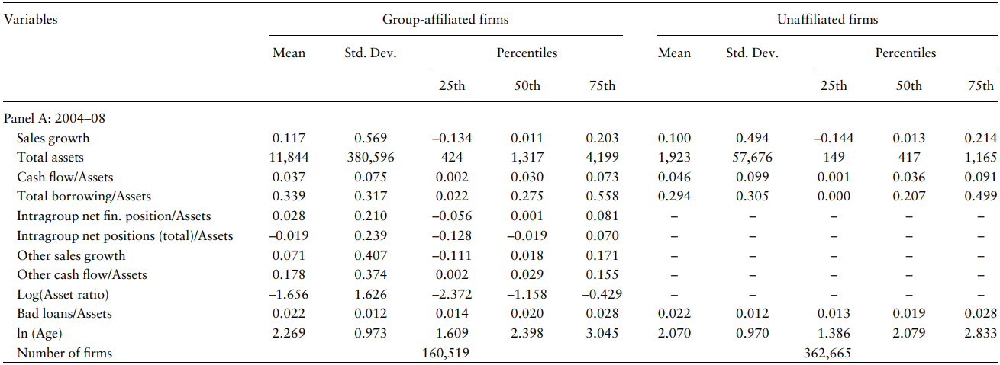 Variables Group-affiliated firms Unaffiliated firms
Mean Std. Dev. Percentiles Mean Std. Dev. Percentiles
25th 50th 75th 25th 50th 75th
Panel A: 2004–08
Sales growth 0.117 0.569 –0.134 0.011 0.203 0.100 0.494 –0.144 0.013 0.214
Total assets 11,844 380,596 424 1,317 4,199 1,923 57,676 149 417 1,165
Cash flow/Assets 0.037 0.075 0.002 0.030 0.073 0.046 0.099 0.001 0.036 0.091
Total borrowing/Assets 0.339 0.317 0.022 0.275 0.558 0.294 0.305 0.000 0.207 0.499
Intragroup net fin. position/Assets 0.028 0.210 –0.056 0.001 0.081 – – – – –
Intragroup net positions (total)/Assets –0.019 0.239 –0.128 –0.019 0.070 – – – – –
Other sales growth 0.071 0.407 –0.111 0.018 0.171 – – – – –
Other cash flow/Assets 0.178 0.374 0.002 0.029 0.155 – – – – –
Log(Asset ratio) –1.656 1.626 –2.372 –1.158 –0.429 – – – – –
Bad loans/Assets 0.022 0.012 0.014 0.020 0.028 0.022 0.012 0.013 0.019 0.028
ln (Age) 2.269 0.973 1.609 2.398 3.045 2.070 0.970 1.386 2.079 2.833
Number of firms 160,519 362,665